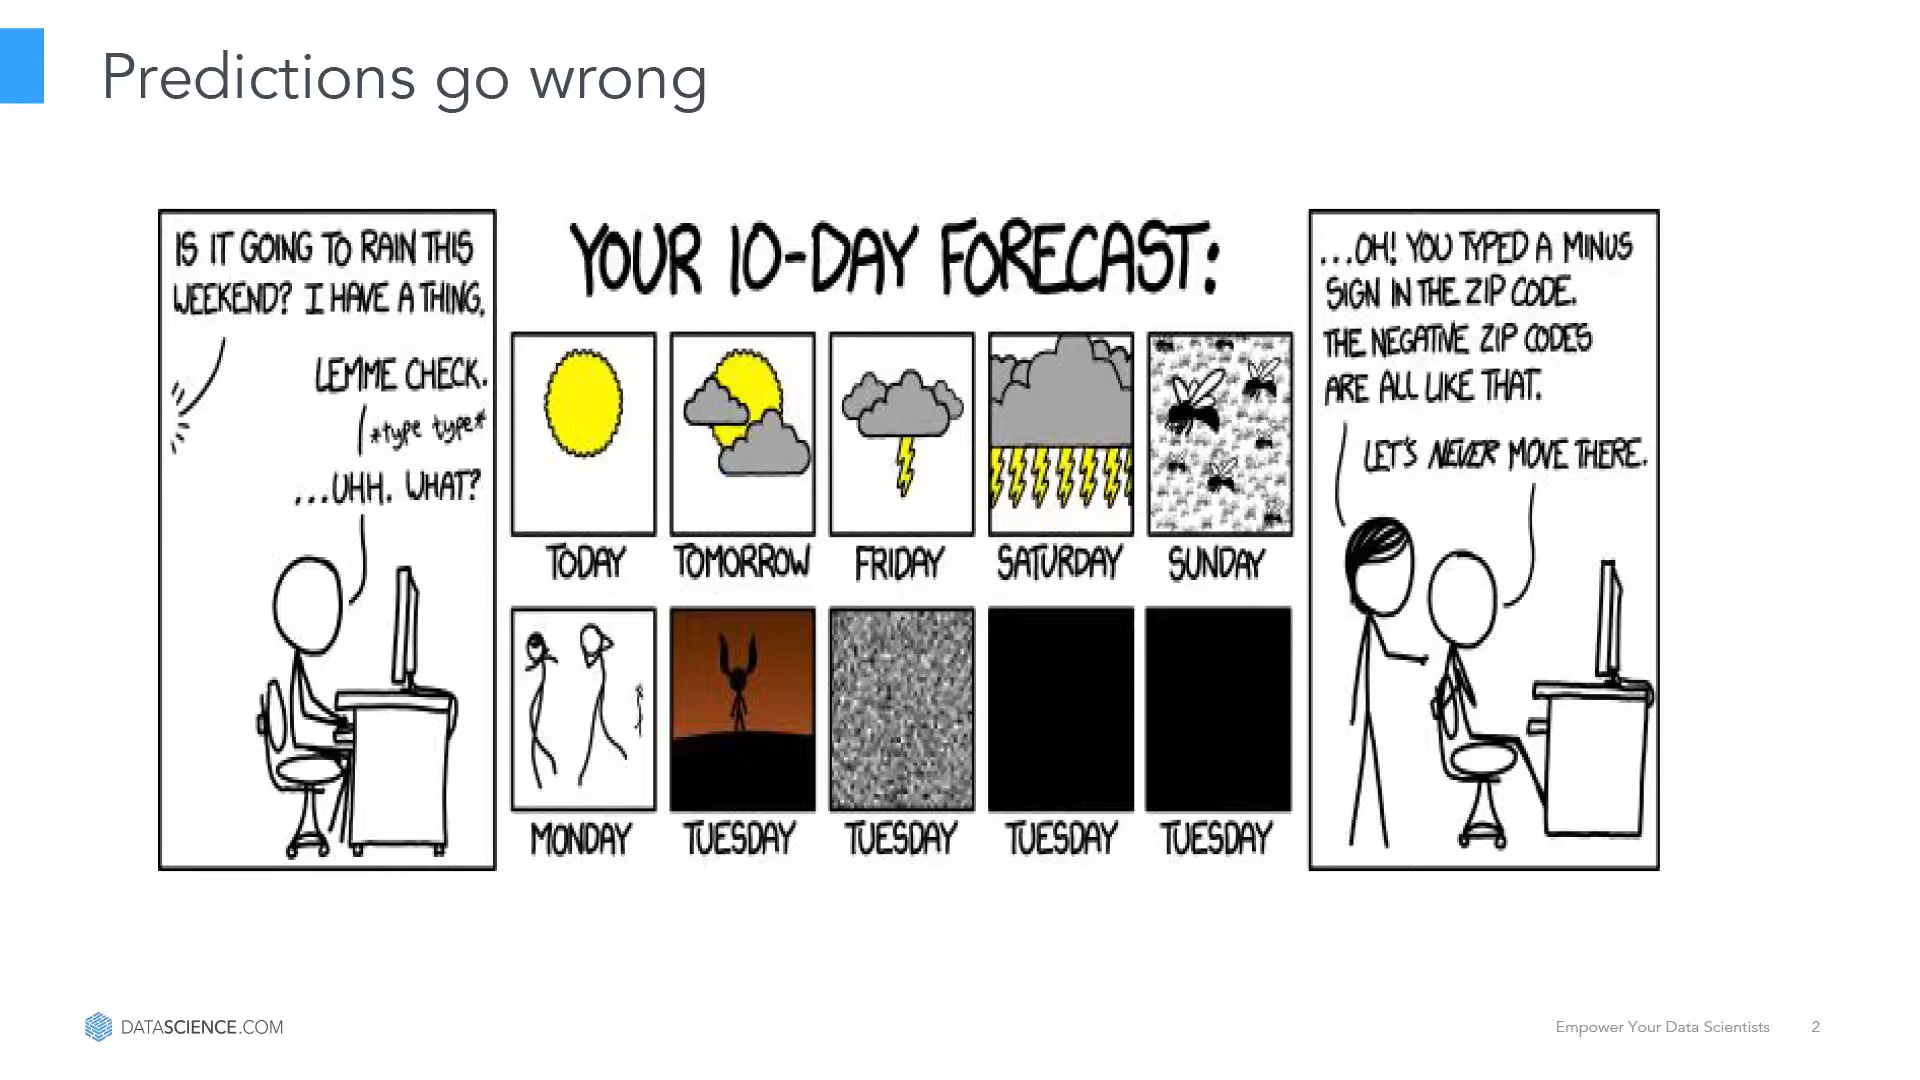 Predictions go wrong
IS IT GOING TO RAIN THIS
WEEKEND? I HAVE A THING.
LEMME CHECK.
*type type*
...UHH. WHAT?
YOUR 10-DAY FORECAST:
TODAY
TOMORROW
FRIDAY
SATURDAY
SUNDAY
MONDAY
TUESDAY
TUESDAY
TUESDAY
TUESDAY
...OH! YOU TYPED A MINUS
SIGN IN THE ZIP CODE.
THE NEGATIVE ZIP CODES
ARE ALL LIKE THAT.
LET'S NEVER MOVE THERE.
DATASCIENCE.COM
Empower Your Data Scientists
2